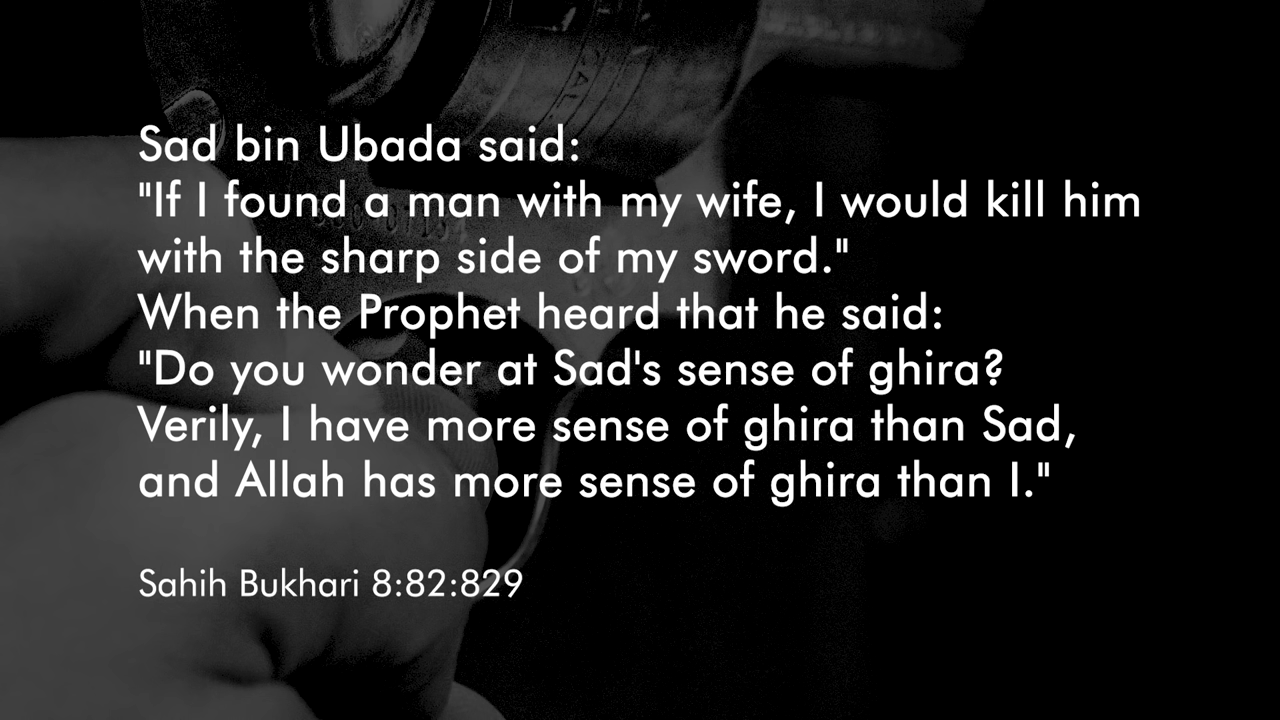 Sad bin Ubada said:
"If I found a man with my wife, I would kill him
with the sharp side of my sword."
When the Prophet heard that he said:
"Do you wonder at Sad's sense of ghira?
Verily, I have more sense of ghira than Sad,
and Allah has more sense of ghira than I."
Sahih Bukhari 8:82:829